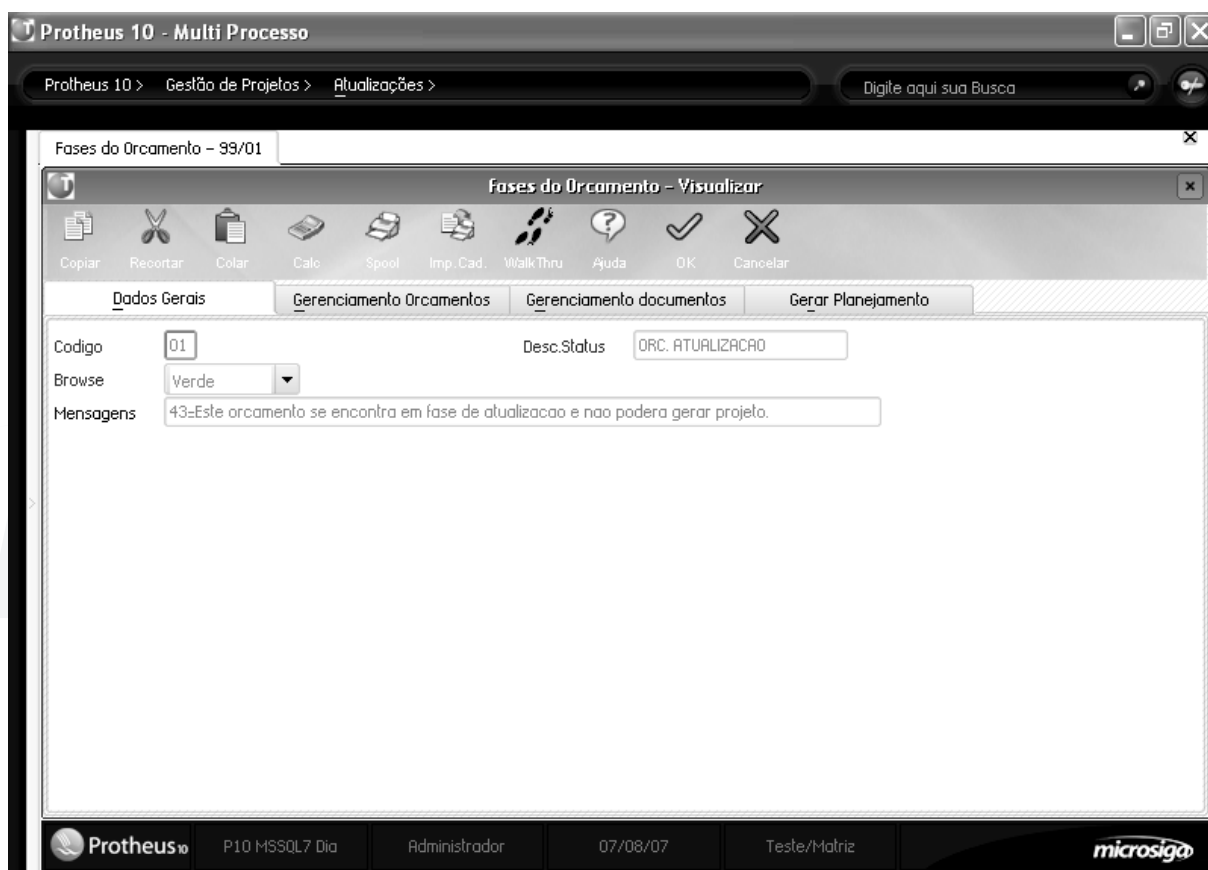 Protheus 10 - Multi Processo
Protheus 10 > Gestão de Projetos > Atualizações >
Digite aqui sua Busca
Fases do Orcamento - 99/01
Fases do Orcamento - Visualizar
Copiar Recortar Colar Calc Spool Imp.Cad. WalkThru Ajuda OK Cancelar
Dados Gerais Gerenciamento Orcamentos Gerenciamento documentos Gerar Planejamento
Codigo 01 Desc.Status ORC. ATUALIZACAO
Browse Verde
Mensagens 43-Este orcamento se encontra em fase de atualizacao e nao podera gerar projeto.
Protheus 10 P10 MSSQL7 Dia Administrador 07/08/07 Teste/Matriz microsiga